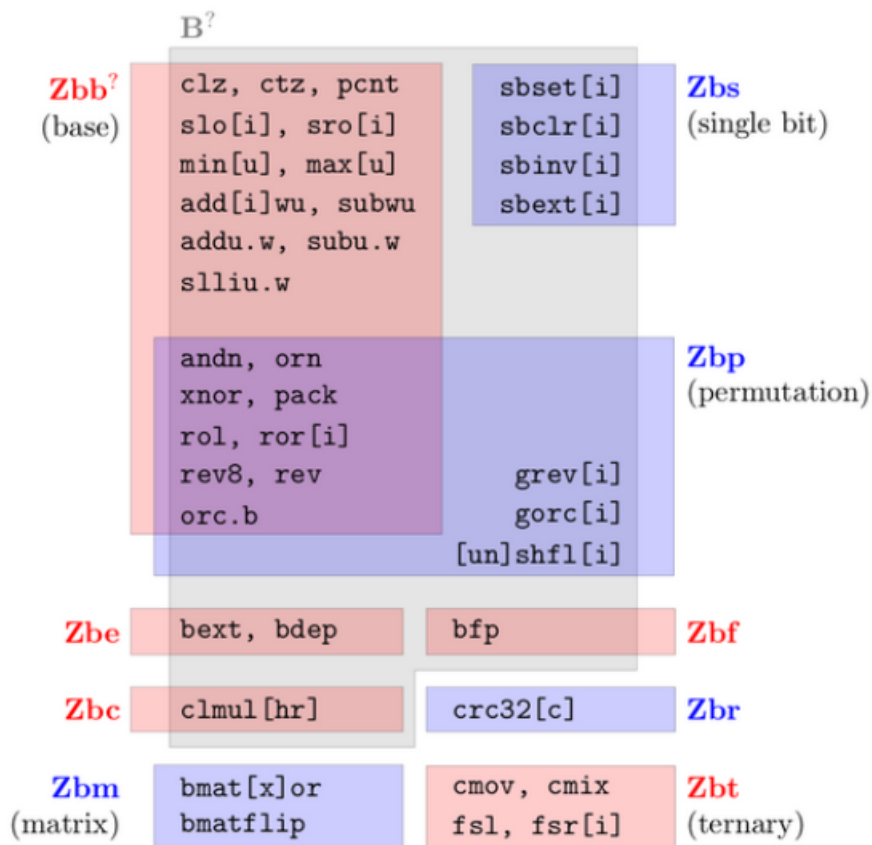 B?
Zbb?
(base)
clz, ctz, pcnt
slo[i], sro[i]
min[u], max[u]
add[i]wu, subwu
addu.w, subu.w
slliu.w
sbset[i]
sbclr[i]
sbinv[i]
sbext[i]
Zbs
(single bit)
andn, orn
xnor, pack
rol, ror[i]
rev8, rev
orc.b
grev[i]
gorc[i]
[un]shfl[i]
Zbp
(permutation)
Zbe
bext, bdep
bfp
Zbf
Zbc
clmul[hr]
crc32[c]
Zbr
Zbm
(matrix)
bmat[x]or
bmatflip
cmov, cmix
fsl, fsr[i]
Zbt
(ternary)